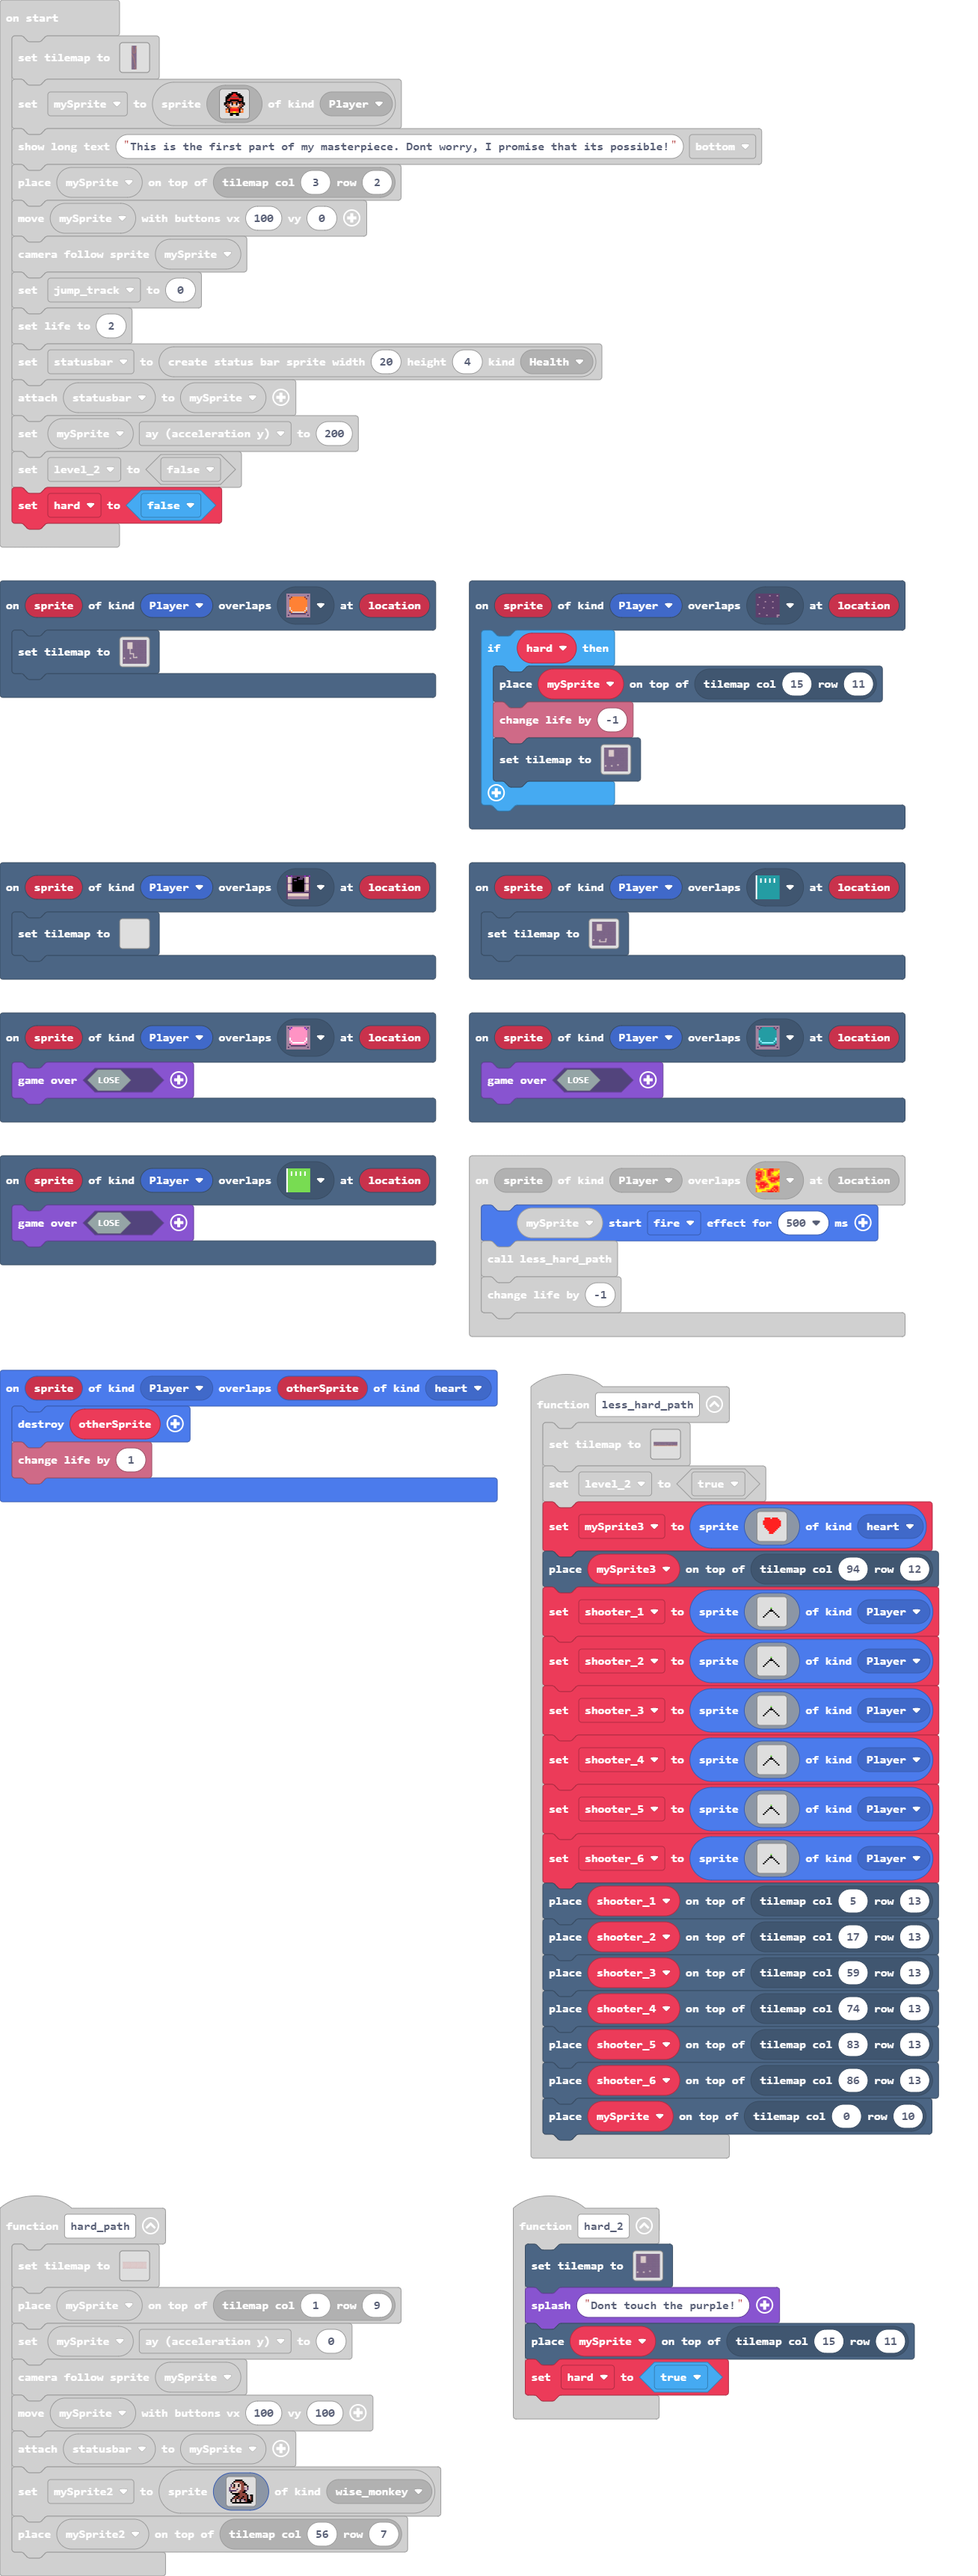 on start
set tilemap to
set mySprite to sprite of kind Player
show long text "This is the first part of my masterpiece. Dont worry, I promise that its possible!" bottom
place mySprite on top of tilemap col 3 row 2
move mySprite with buttons vx 100 vy 0
camera follow sprite mySprite
set jump_track to 0
set life to 2
set statusbar to create status bar sprite width 20 height 4 kind Health
attach statusbar to mySprite
set mySprite ay (acceleration y) to 200
set level_2 to false
set hard to false
on sprite of kind Player overlaps at location
set tilemap to
on sprite of kind Player overlaps at location
if hard then
place mySprite on top of tilemap col 15 row 11
change life by -1
set tilemap to
on sprite of kind Player overlaps at location
set tilemap to
on sprite of kind Player overlaps at location
set tilemap to
on sprite of kind Player overlaps at location
game over LOSE
on sprite of kind Player overlaps at location
game over LOSE
on sprite of kind Player overlaps at location
game over LOSE
on sprite of kind Player overlaps at location
mySprite start fire effect for 500 ms
call less_hard_path
change life by -1
on sprite of kind Player overlaps otherSprite of kind heart
destroy otherSprite
change life by 1
function less_hard_path
set tilemap to
set level_2 to true
set mySprite3 to sprite of kind heart
place mySprite3 on top of tilemap col 94 row 12
set shooter_1 to sprite of kind Player
set shooter_2 to sprite of kind Player
set shooter_3 to sprite of kind Player
set shooter_4 to sprite of kind Player
set shooter_5 to sprite of kind Player
set shooter_6 to sprite of kind Player
place shooter_1 on top of tilemap col 5 row 13
place shooter_2 on top of tilemap col 17 row 13
place shooter_3 on top of tilemap col 59 row 13
place shooter_4 on top of tilemap col 74 row 13
place shooter_5 on top of tilemap col 83 row 13
place shooter_6 on top of tilemap col 86 row 13
place mySprite on top of tilemap col 0 row 10
function hard_path
set tilemap to
place mySprite on top of tilemap col 1 row 9
set mySprite ay (acceleration y) to 0
camera follow sprite mySprite
move mySprite with buttons vx 100 vy 100
attach statusbar to mySprite
set mySprite2 to sprite of kind wise_monkey
place mySprite2 on top of tilemap col 56 row 7
function hard_2
set tilemap to
splash "Dont touch the purple!"
place mySprite on top of tilemap col 15 row 11
set hard to true